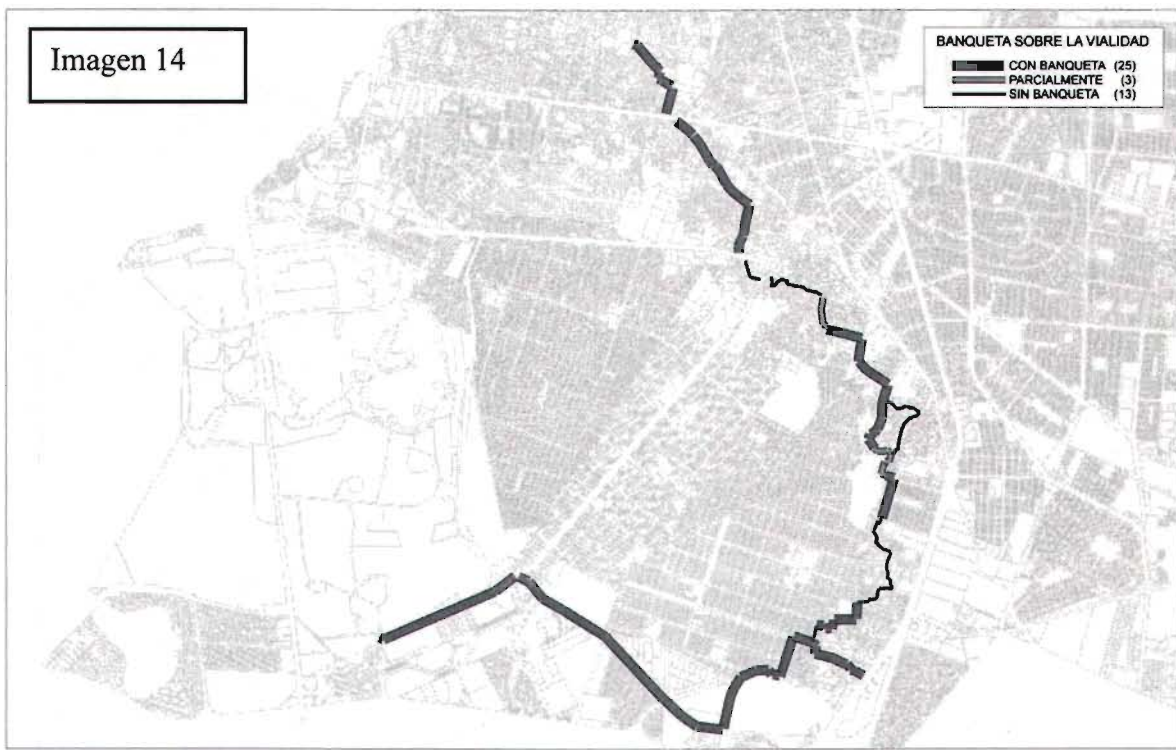 Imagen 14
BANQUETA SOBRE LA VIALIDAD
CON BANQUETA (25)
PARCIALMENTE (3)
SIN BANQUETA (13)